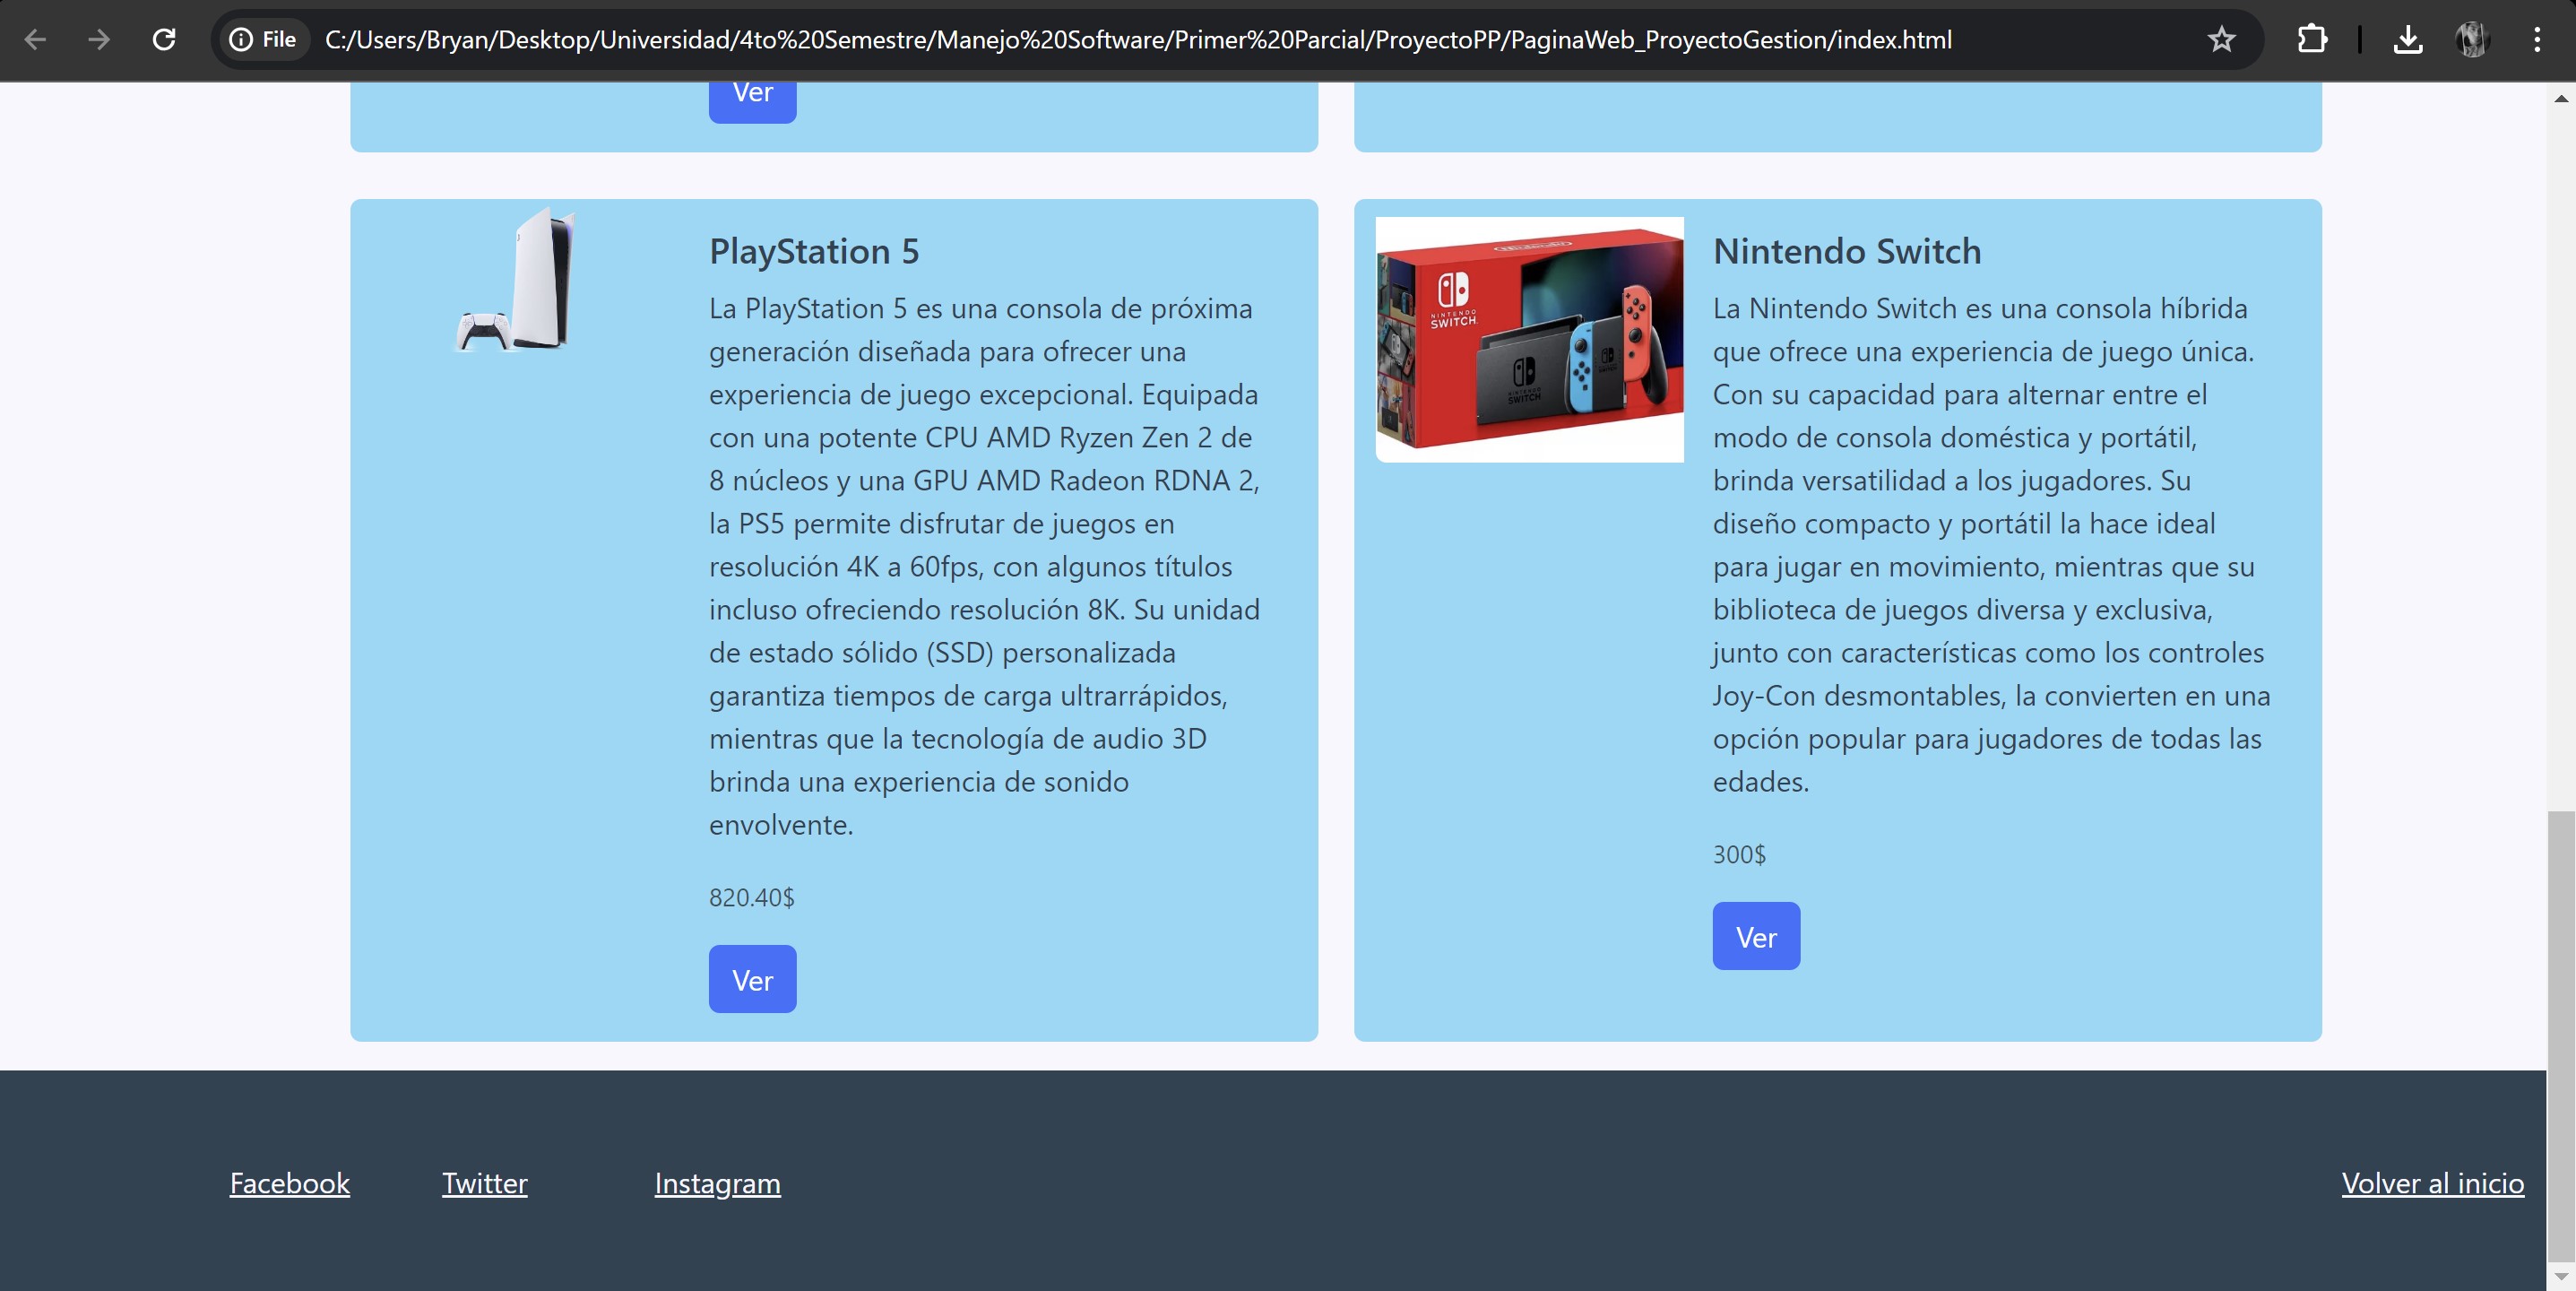 File C:/Users/Bryan/Desktop/Universidad/4to%20Semestre/Manejo%20Software/Primer%20Parcial/ProyectoPP/PaginaWeb_ProyectoGestion/index.html
Ver
PlayStation 5
La PlayStation 5 es una consola de próxima
generación diseñada para ofrecer una
experiencia de juego excepcional. Equipada
con una potente CPU AMD Ryzen Zen 2 de
8 núcleos y una GPU AMD Radeon RDNA 2,
la PS5 permite disfrutar de juegos en
resolución 4K a 60fps, con algunos títulos
incluso ofreciendo resolución 8K. Su unidad
de estado sólido (SSD) personalizada
garantiza tiempos de carga ultrarrápidos,
mientras que la tecnología de audio 3D
brinda una experiencia de sonido
envolvente.
820.40$
Ver
Nintendo
NINTENDO
SWITCH
NINTENDO
SWITCH
Nintendo Switch
La Nintendo Switch es una consola híbrida
que ofrece una experiencia de juego única.
Con su capacidad para alternar entre el
modo de consola doméstica y portátil,
brinda versatilidad a los jugadores. Su
diseño compacto y portátil la hace ideal
para jugar en movimiento, mientras que su
biblioteca de juegos diversa y exclusiva,
junto con características como los controles
Joy-Con desmontables, la convierten en una
opción popular para jugadores de todas las
edades.
300$
Ver
Facebook
Twitter
Instagram
Volver al inicio